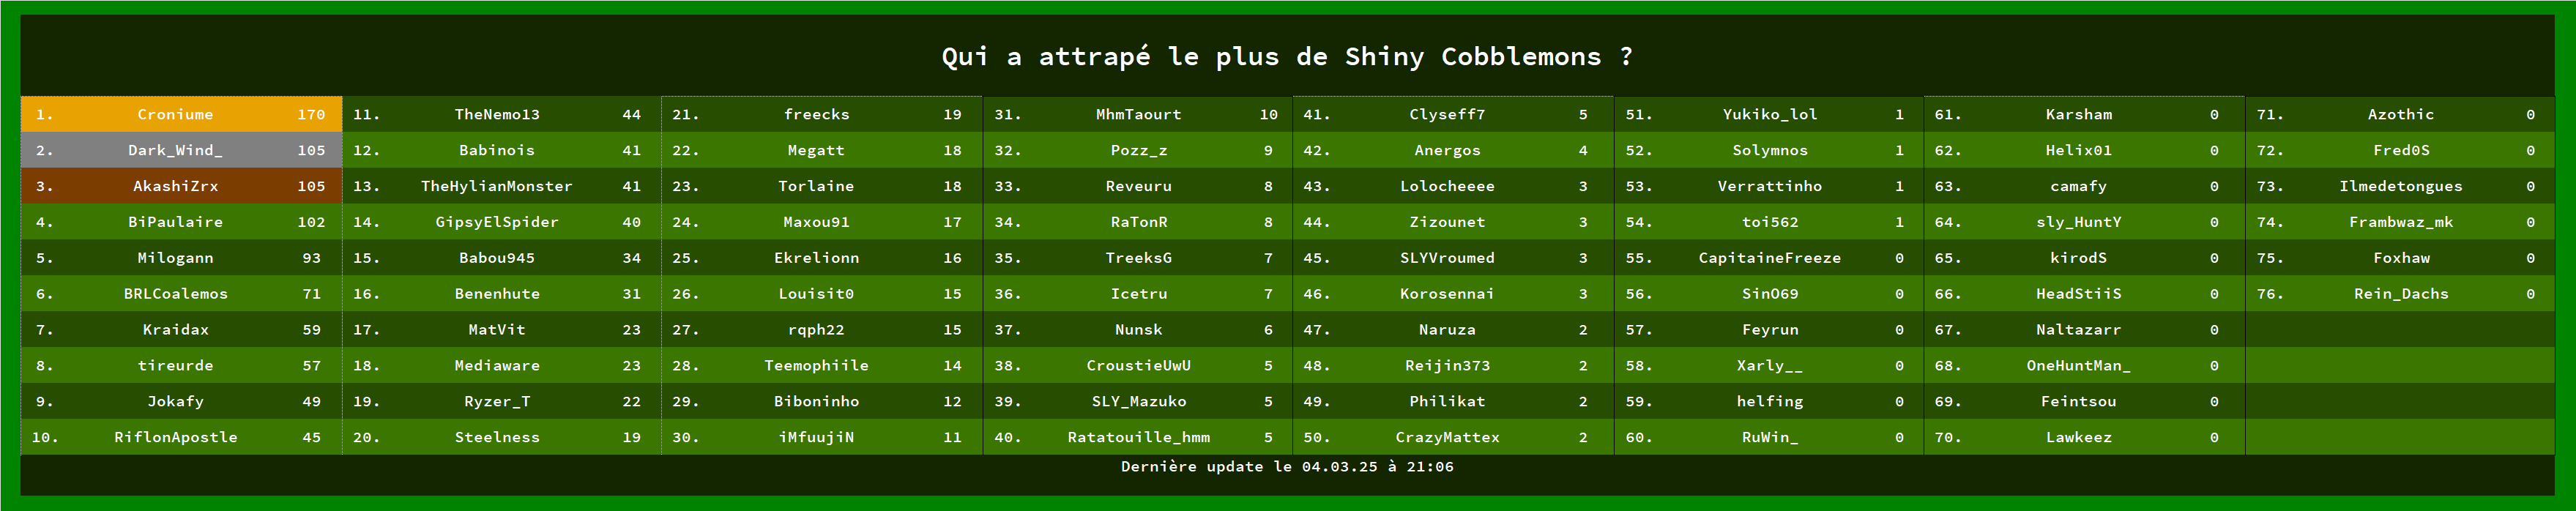 Qui a attrapé le plus de Shiny Cobblemons ?
1. Croniume 170
2. Dark_Wind_ 105
3. AkashiZrx 105
4. BiPaulaire 102
5. Milogann 93
6. BRLCoalemos 71
7. Kraidax 59
8. tireurde 57
9. Jokafy 49
10. RiflonApostle 45
11. TheNemo13 44
12. Babinois 41
13. TheHylianMonster 41
14. GipsyElSpider 40
15. Babou945 34
16. Benenhute 31
17. MatVit 23
18. Mediaware 23
19. Ryzer_T 22
20. Steelness 19
21. freecks 19
22. Megatt 18
23. Torlaine 18
24. Maxou91 17
25. Ekrelionn 16
26. Louisit0 15
27. rqph22 15
28. Teemophiile 14
29. Biboninho 12
30. iMfuujiN 11
31. MhmTaourt 10
32. Pozz_z 9
33. Reveuru 8
34. RaTonR 8
35. TreeksG 7
36. Icetru 7
37. Nunsk 6
38. CroustieUwU 5
39. SLY_Mazuko 5
40. Ratatouille_hmm 5
41. Clyseff7 5
42. Anergos 4
43. Lolocheeee 3
44. Zizounet 3
45. SLYVroumed 3
46. Korosennai 3
47. Naruza 2
48. Reijin373 2
49. Philikat 2
50. CrazyMattex 2
51. Yukiko_lol 1
52. Solymnos 1
53. Verrattinho 1
54. toi562 1
55. CapitaineFreeze 0
56. SinO69 0
57. Feyrun 0
58. Xarly__ 0
59. helfing 0
60. RuWin_ 0
61. Karsham 0
62. Helix01 0
63. camafy 0
64. sly_HuntY 0
65. kirodS 0
66. HeadStiiS 0
67. Naltazarr 0
68. OneHuntMan_ 0
69. Feintsou 0
70. Lawkeez 0
71. Azothic 0
72. Fred0S 0
73. Ilmedetongues 0
74. Frambwaz_mk 0
75. Foxhaw 0
76. Rein_Dachs 0
Dernière update le 04.03.25 à 21:06